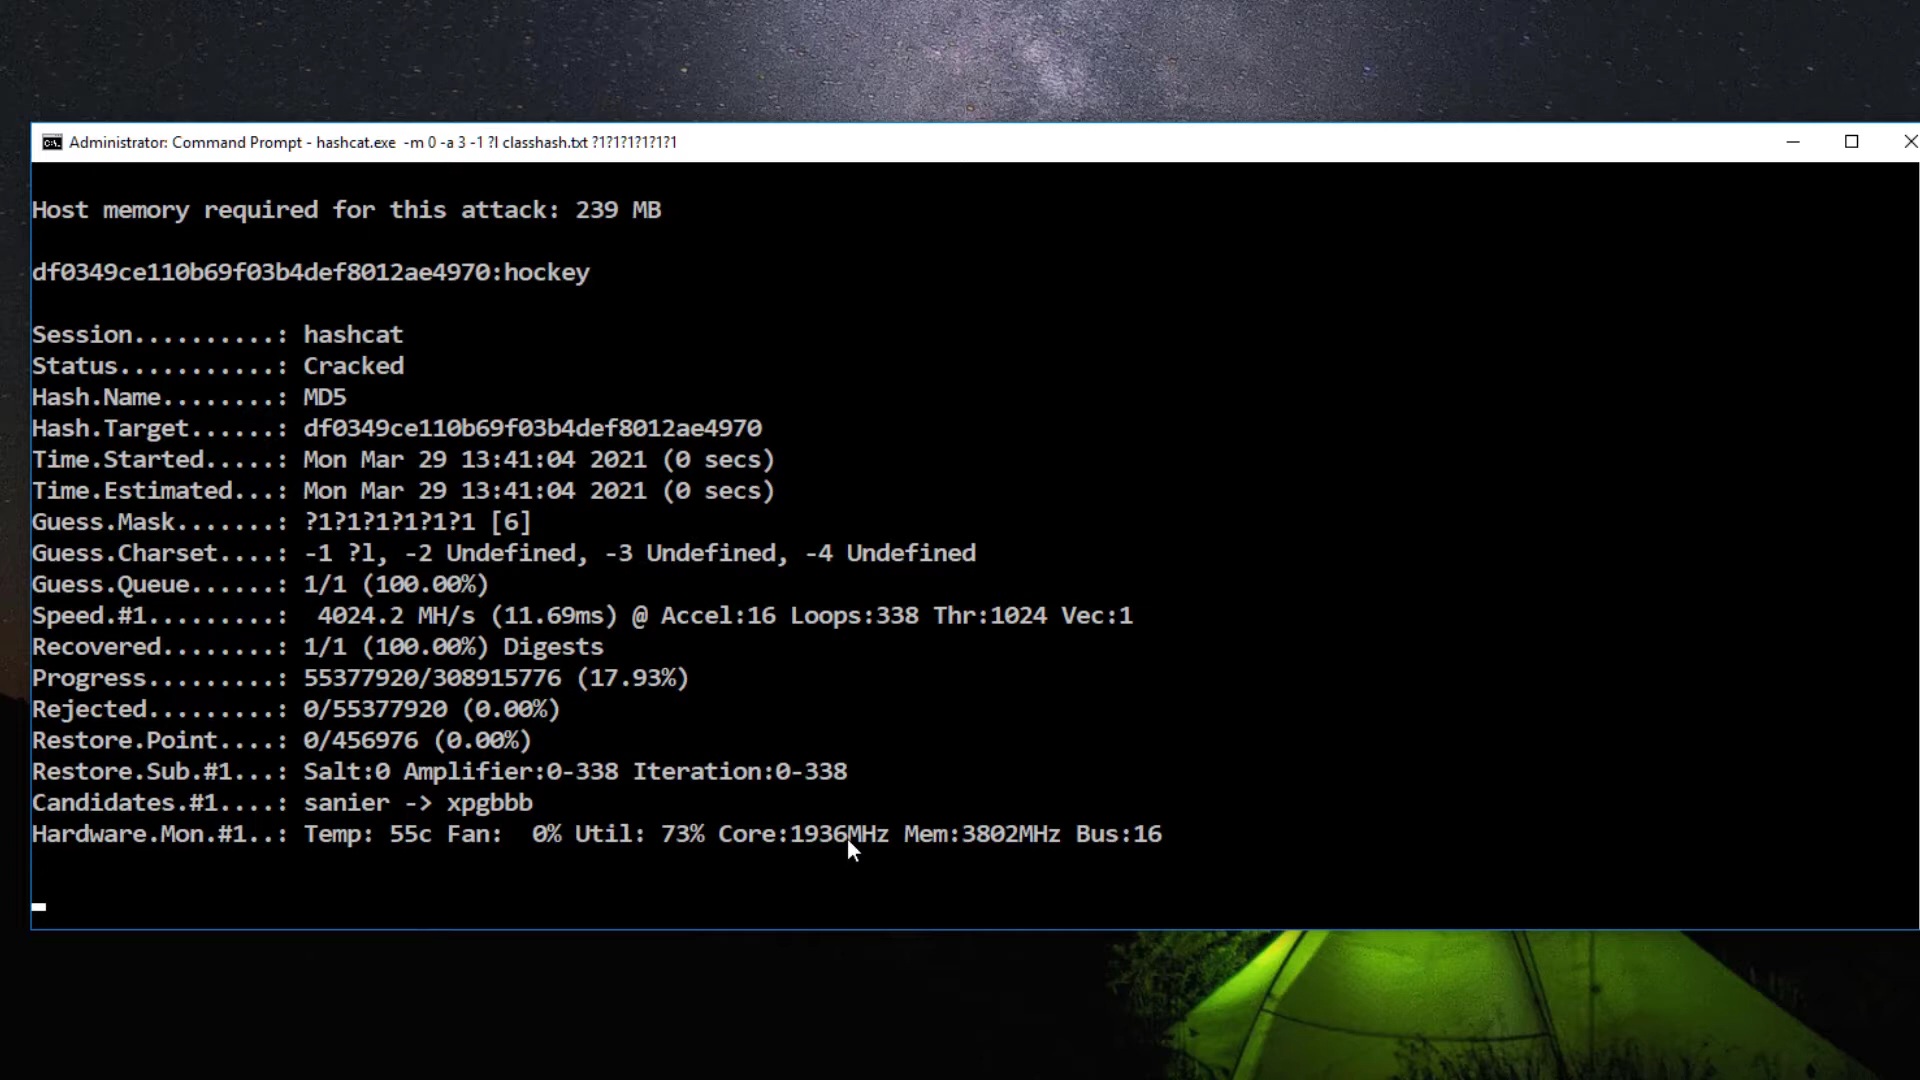 Administrator: Command Prompt - hashcat.exe  -m 0 -a 3 -1 ?l classhash.txt ?1?1?1?1?1?1
Host memory required for this attack: 239 MB
df0349ce110b69f03b4def8012ae4970:hockey
Session..........: hashcat
Status...........: Cracked
Hash.Name........: MD5
Hash.Target......: df0349ce110b69f03b4def8012ae4970
Time.Started.....: Mon Mar 29 13:41:04 2021 (0 secs)
Time.Estimated...: Mon Mar 29 13:41:04 2021 (0 secs)
Guess.Mask.......: ?1?1?1?1?1?1 [6]
Guess.Charset....: -1 ?l, -2 Undefined, -3 Undefined, -4 Undefined
Guess.Queue......: 1/1 (100.00%)
Speed.#1.........:  4024.2 MH/s (11.69ms) @ Accel:16 Loops:338 Thr:1024 Vec:1
Recovered........: 1/1 (100.00%) Digests
Progress.........: 55377920/308915776 (17.93%)
Rejected.........: 0/55377920 (0.00%)
Restore.Point....: 0/456976 (0.00%)
Restore.Sub.#1...: Salt:0 Amplifier:0-338 Iteration:0-338
Candidates.#1....: sanier -> xpgbbb
Hardware.Mon.#1..: Temp: 55c Fan:  0% Util: 73% Core:1936MHz Mem:3802MHz Bus:16